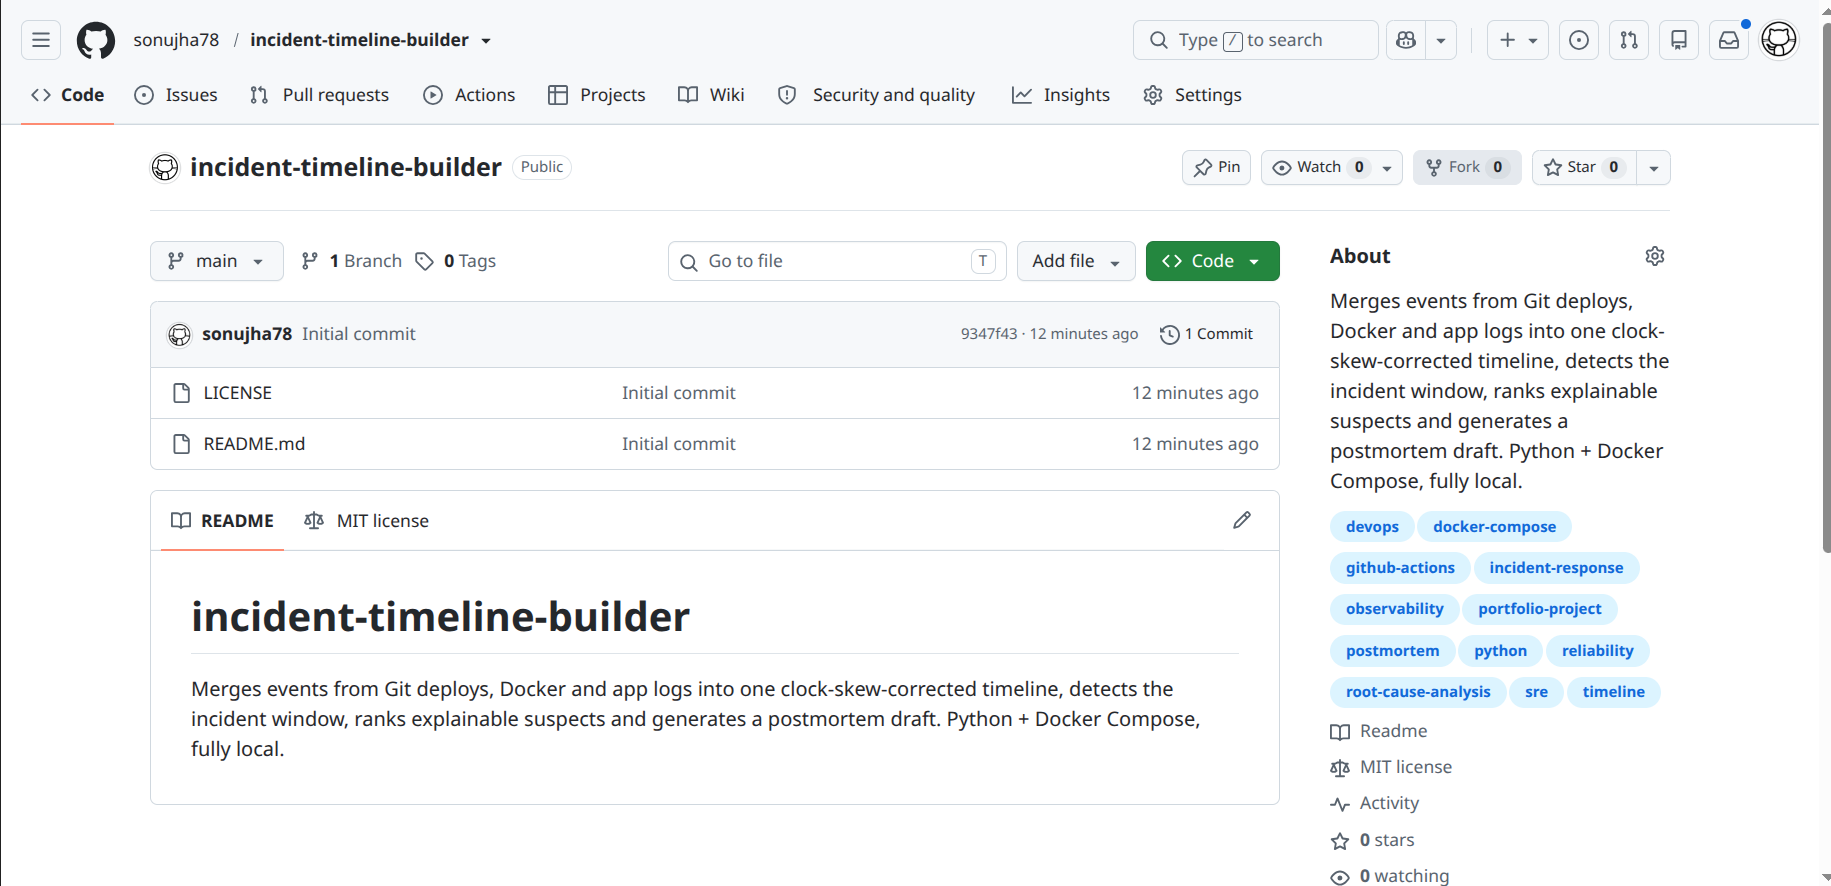 sonujha78 / incident-timeline-builder
Type / to search
Code
Issues
Pull requests
Actions
Projects
Wiki
Security and quality
Insights
Settings
incident-timeline-builder Public
Pin
Watch 0
Fork 0
Star 0
main
1 Branch
0 Tags
Go to file T
Add file
Code
sonujha78 Initial commit
9347f43 · 12 minutes ago
1 Commit
LICENSE Initial commit 12 minutes ago
README.md Initial commit 12 minutes ago
README
MIT license
incident-timeline-builder
Merges events from Git deploys, Docker and app logs into one clock-skew-corrected timeline, detects the
incident window, ranks explainable suspects and generates a postmortem draft. Python + Docker Compose,
fully local.
About
Merges events from Git deploys,
Docker and app logs into one clock-
skew-corrected timeline, detects the
incident window, ranks explainable
suspects and generates a
postmortem draft. Python + Docker
Compose, fully local.
devops docker-compose
github-actions incident-response
observability portfolio-project
postmortem python reliability
root-cause-analysis sre timeline
Readme
MIT license
Activity
0 stars
0 watching